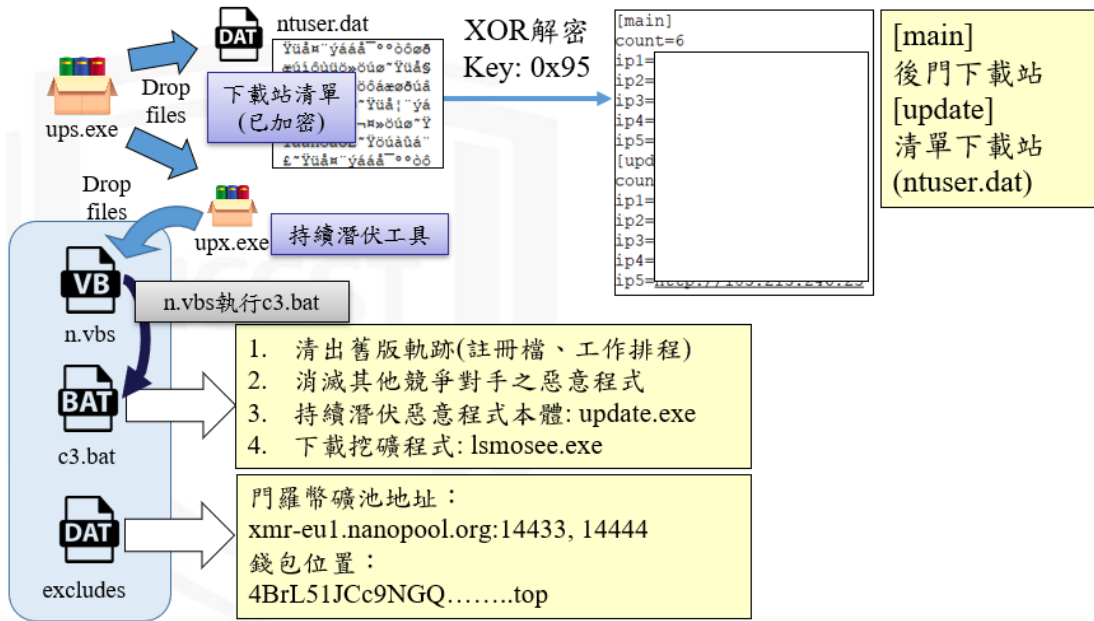 DAT
ntuser.dat
ups.exe
Drop
files
下載站清單
(已加密)
XOR解密
Key: 0x95
[main]
count=6
ip1=
ip2=
ip3=
ip4=
ip5=
[upd
coun
ip1=
ip2=
ip3=
ip4=
ip5=
[main]
後門下載站
[update]
清單下載站
(ntuser.dat)
Drop
files
upx.exe
持續潛伏工具
VB
n.vbs
n.vbs執行c3.bat
BAT
c3.bat
1. 清出舊版軌跡(註冊檔、工作排程)
2. 消滅其他競爭對手之惡意程式
3. 持續潛伏惡意程式本體: update.exe
4. 下載挖礦程式: lsmosee.exe
DAT
excludes
門羅幣礦池地址：
xmr-eu1.nanopool.org:14433, 14444
錢包位置：
4BrL51JCc9NGQ........top